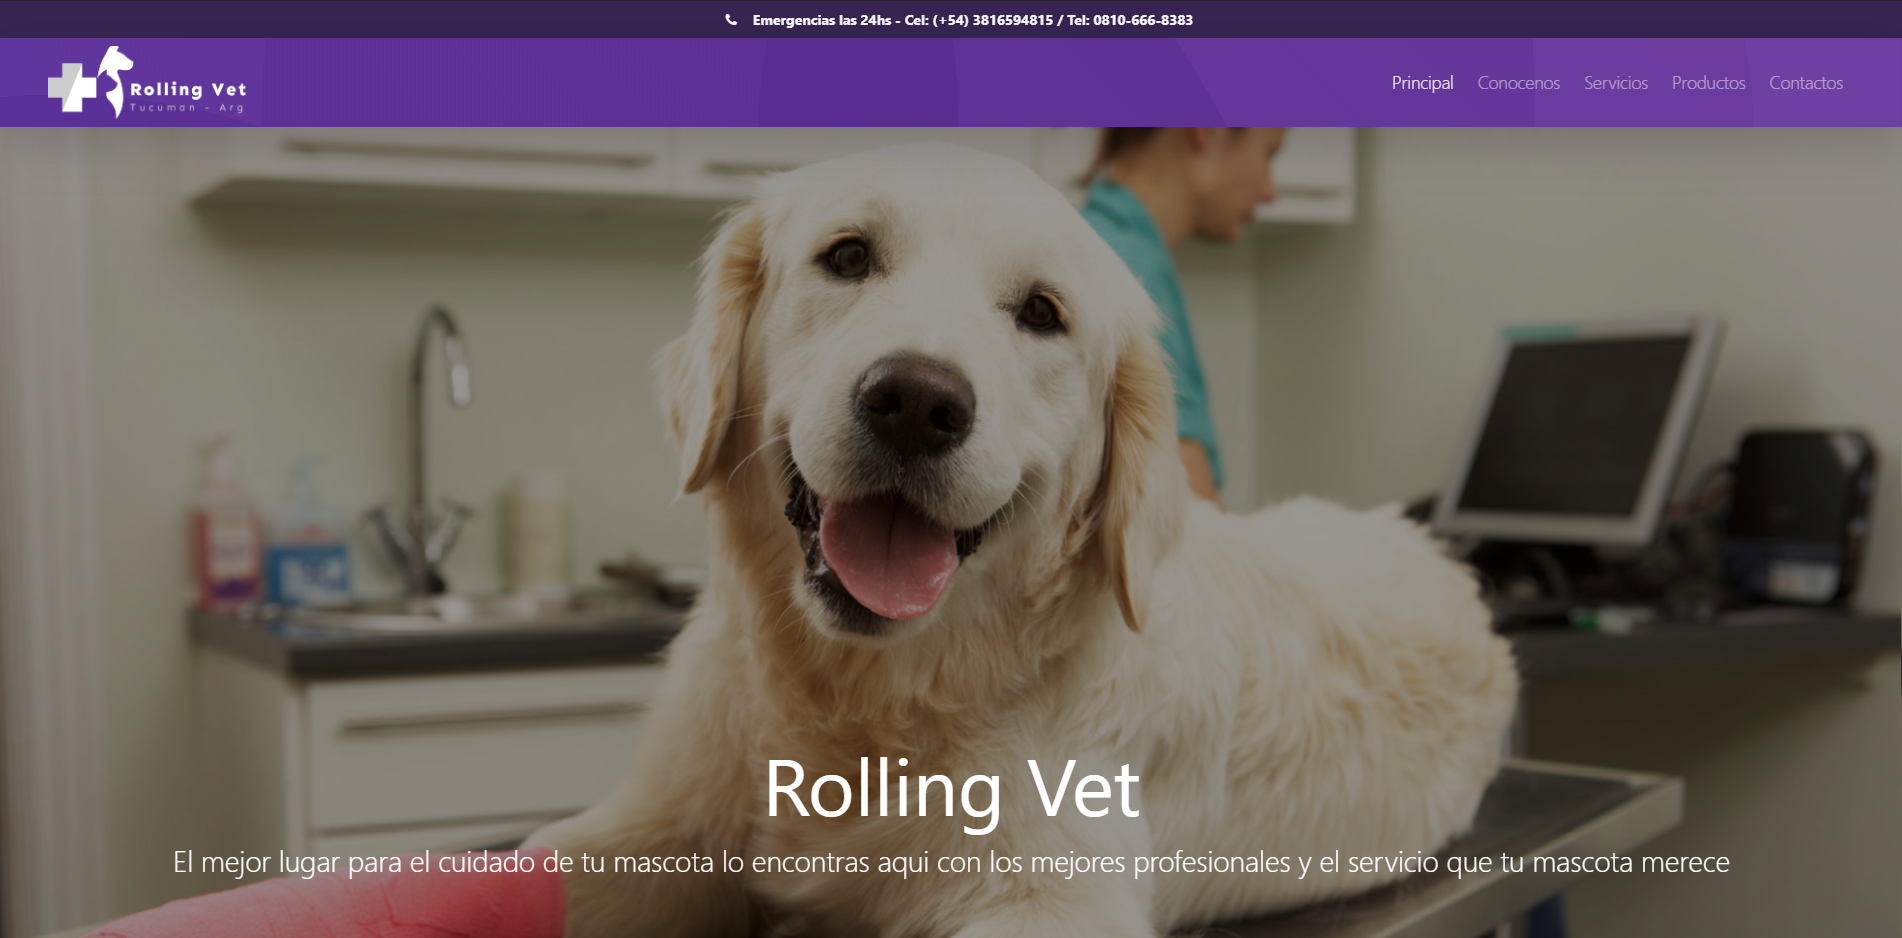 Emergencias las 24hs - Cel: (+54) 3816594815 / Tel: 0810-666-8383
Rolling Vet
Tucuman - Arg
Principal Conocenos Servicios Productos Contactos
Rolling Vet
El mejor lugar para el cuidado de tu mascota lo encontras aqui con los mejores profesionales y el servicio que tu mascota merece